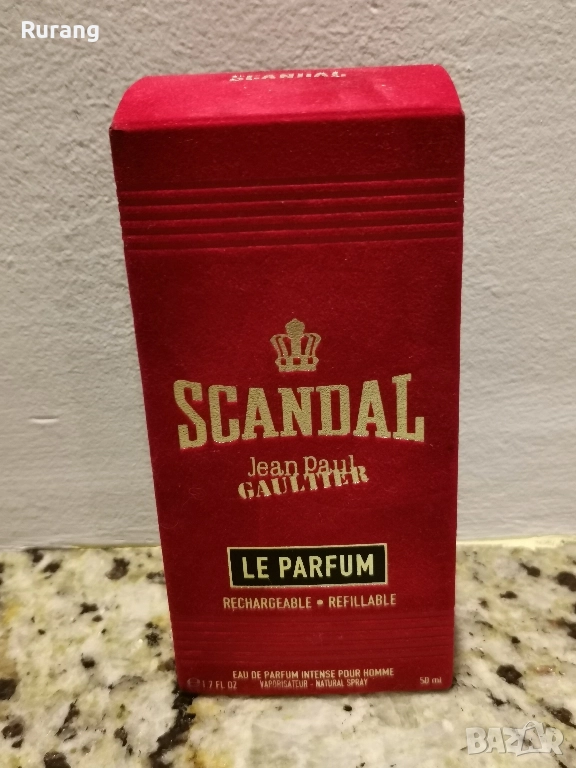 Rurang
SCANDAL
SCANDAL
Jean Paul
GAULTIER
LE PARFUM
RECHARGEABLE • REFILLABLE
EAU DE PARFUM INTENSE POUR HOMME
℮ 1.7 FL OZ VAPORISATEUR - NATURAL SPRAY 50 ml
BAZAR